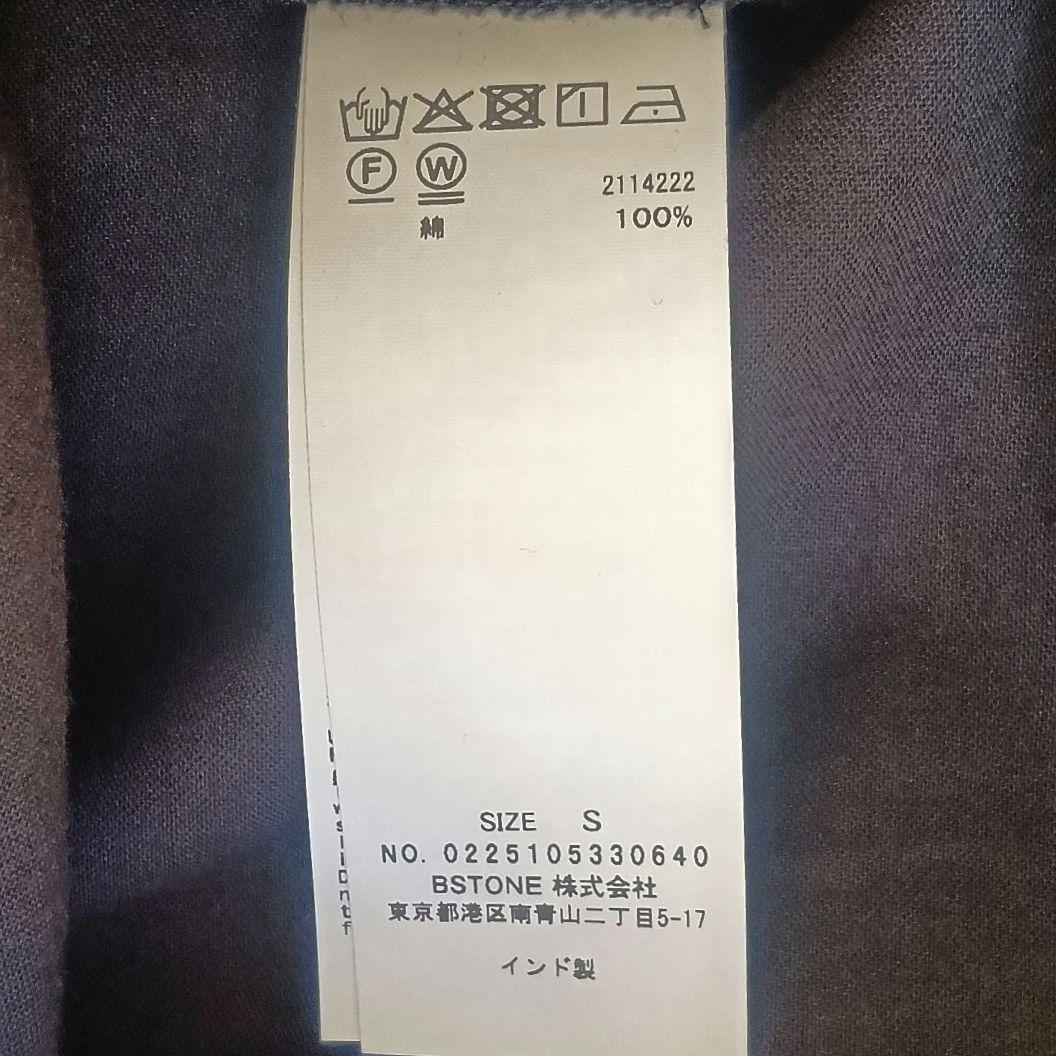 F W
2114222
綿 100%
SIZE S
NO. 0225105330640
BSTONE 株式会社
東京都港区南青山二丁目5-17
インド製